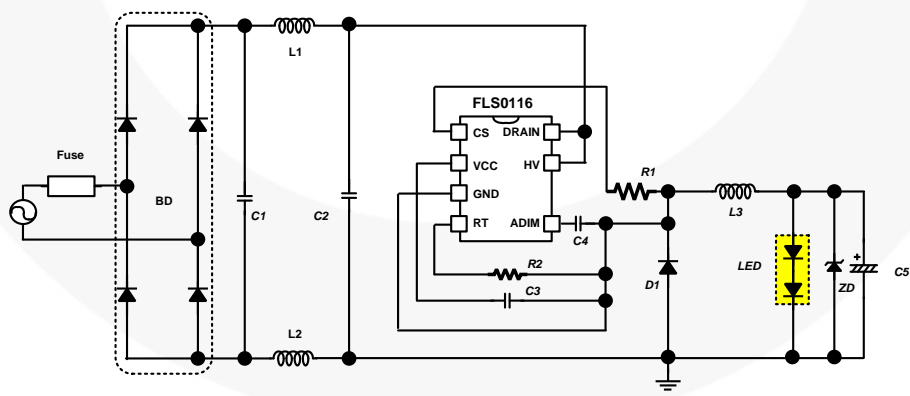 L1
FLS0116
CS DRAIN
VCC HV
GND
RT ADIM
Fuse
BD
C1
C2
R1
L3
C4
R2
C3
D1
LED
ZD
+
C5
L2